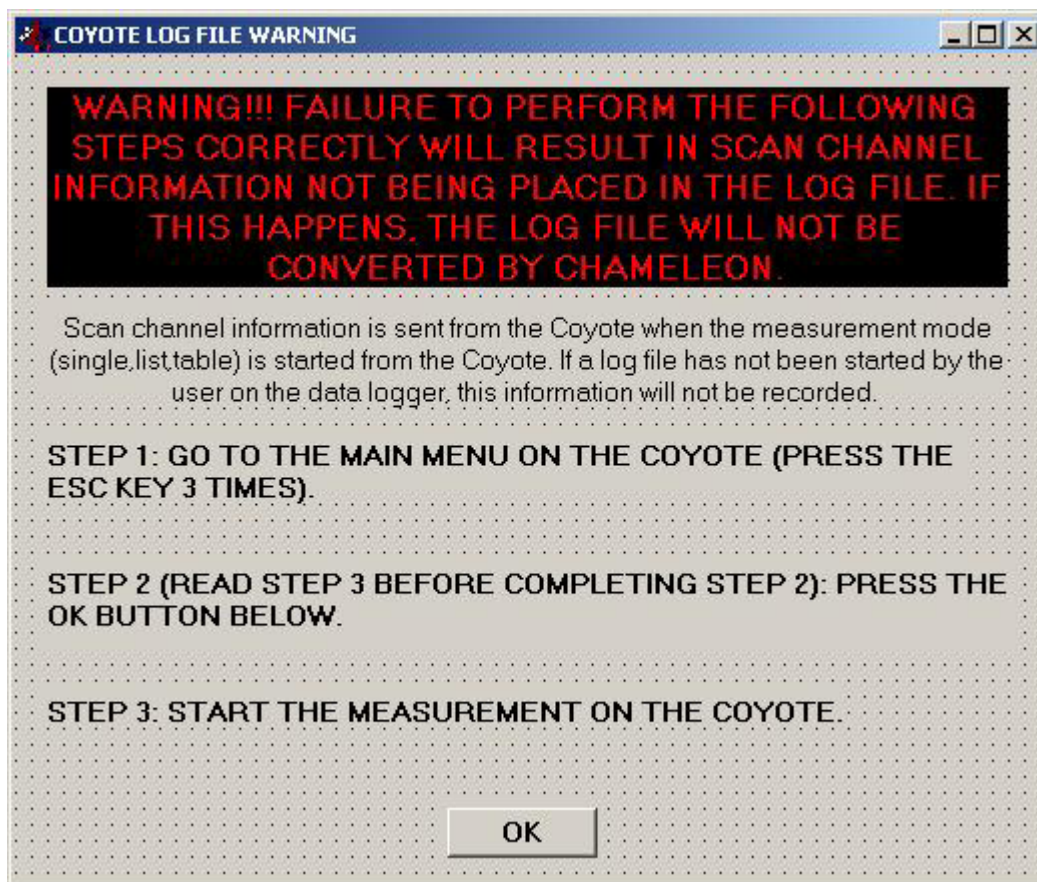 COYOTE LOG FILE WARNING
WARNING!!! FAILURE TO PERFORM THE FOLLOWING
STEPS CORRECTLY WILL RESULT IN SCAN CHANNEL
INFORMATION NOT BEING PLACED IN THE LOG FILE. IF
THIS HAPPENS, THE LOG FILE WILL NOT BE
CONVERTED BY CHAMELEON.
Scan channel information is sent from the Coyote when the measurement mode
(single,list,table) is started from the Coyote. If a log file has not been started by the
user on the data logger, this information will not be recorded.
STEP 1: GO TO THE MAIN MENU ON THE COYOTE (PRESS THE
ESC KEY 3 TIMES).
STEP 2 (READ STEP 3 BEFORE COMPLETING STEP 2): PRESS THE
OK BUTTON BELOW.
STEP 3: START THE MEASUREMENT ON THE COYOTE.
OK